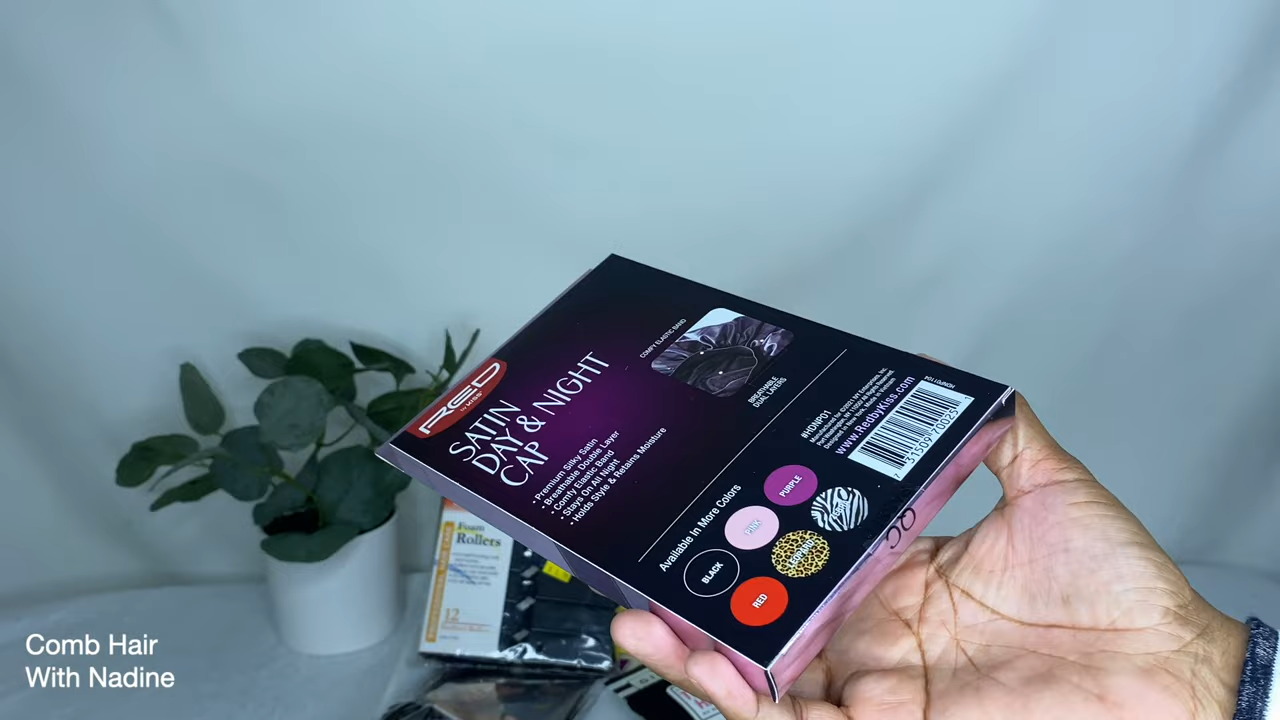 RED
by KISS
SATIN
DAY & NIGHT
CAP
• Premium Silky Satin
• Breathable Double Layer
• Comfy Elastic Band
• Stays On All Night
• Holds Style & Retains Moisture
COMFY ELASTIC BAND
BREATHABLE
DUAL LAYERS
Available in More Colors
BLACK
PINK
PURPLE
RED
LEOPARD
ZEBRA
#HDNP01
www.RedbyKiss.com
QC
Foam
Rollers
12
Comb Hair
With Nadine